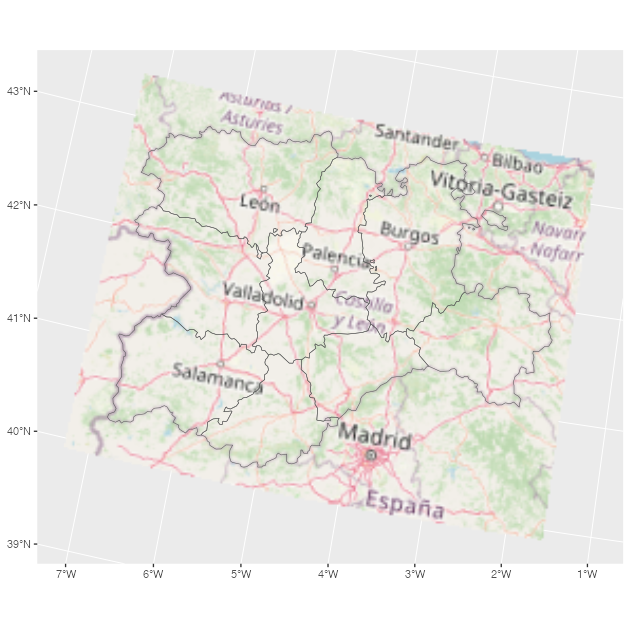 43°N
42°N
41°N
40°N
39°N
Asturias /
Asturies
Santander
Bilbao
Vitoria-Gasteiz
León
Navarr
- Nafarr
Burgos
Palencia
Valladolid
Castilla
y León
Salamanca
Madrid
España
7°W
6°W
5°W
4°W
3°W
2°W
1°W